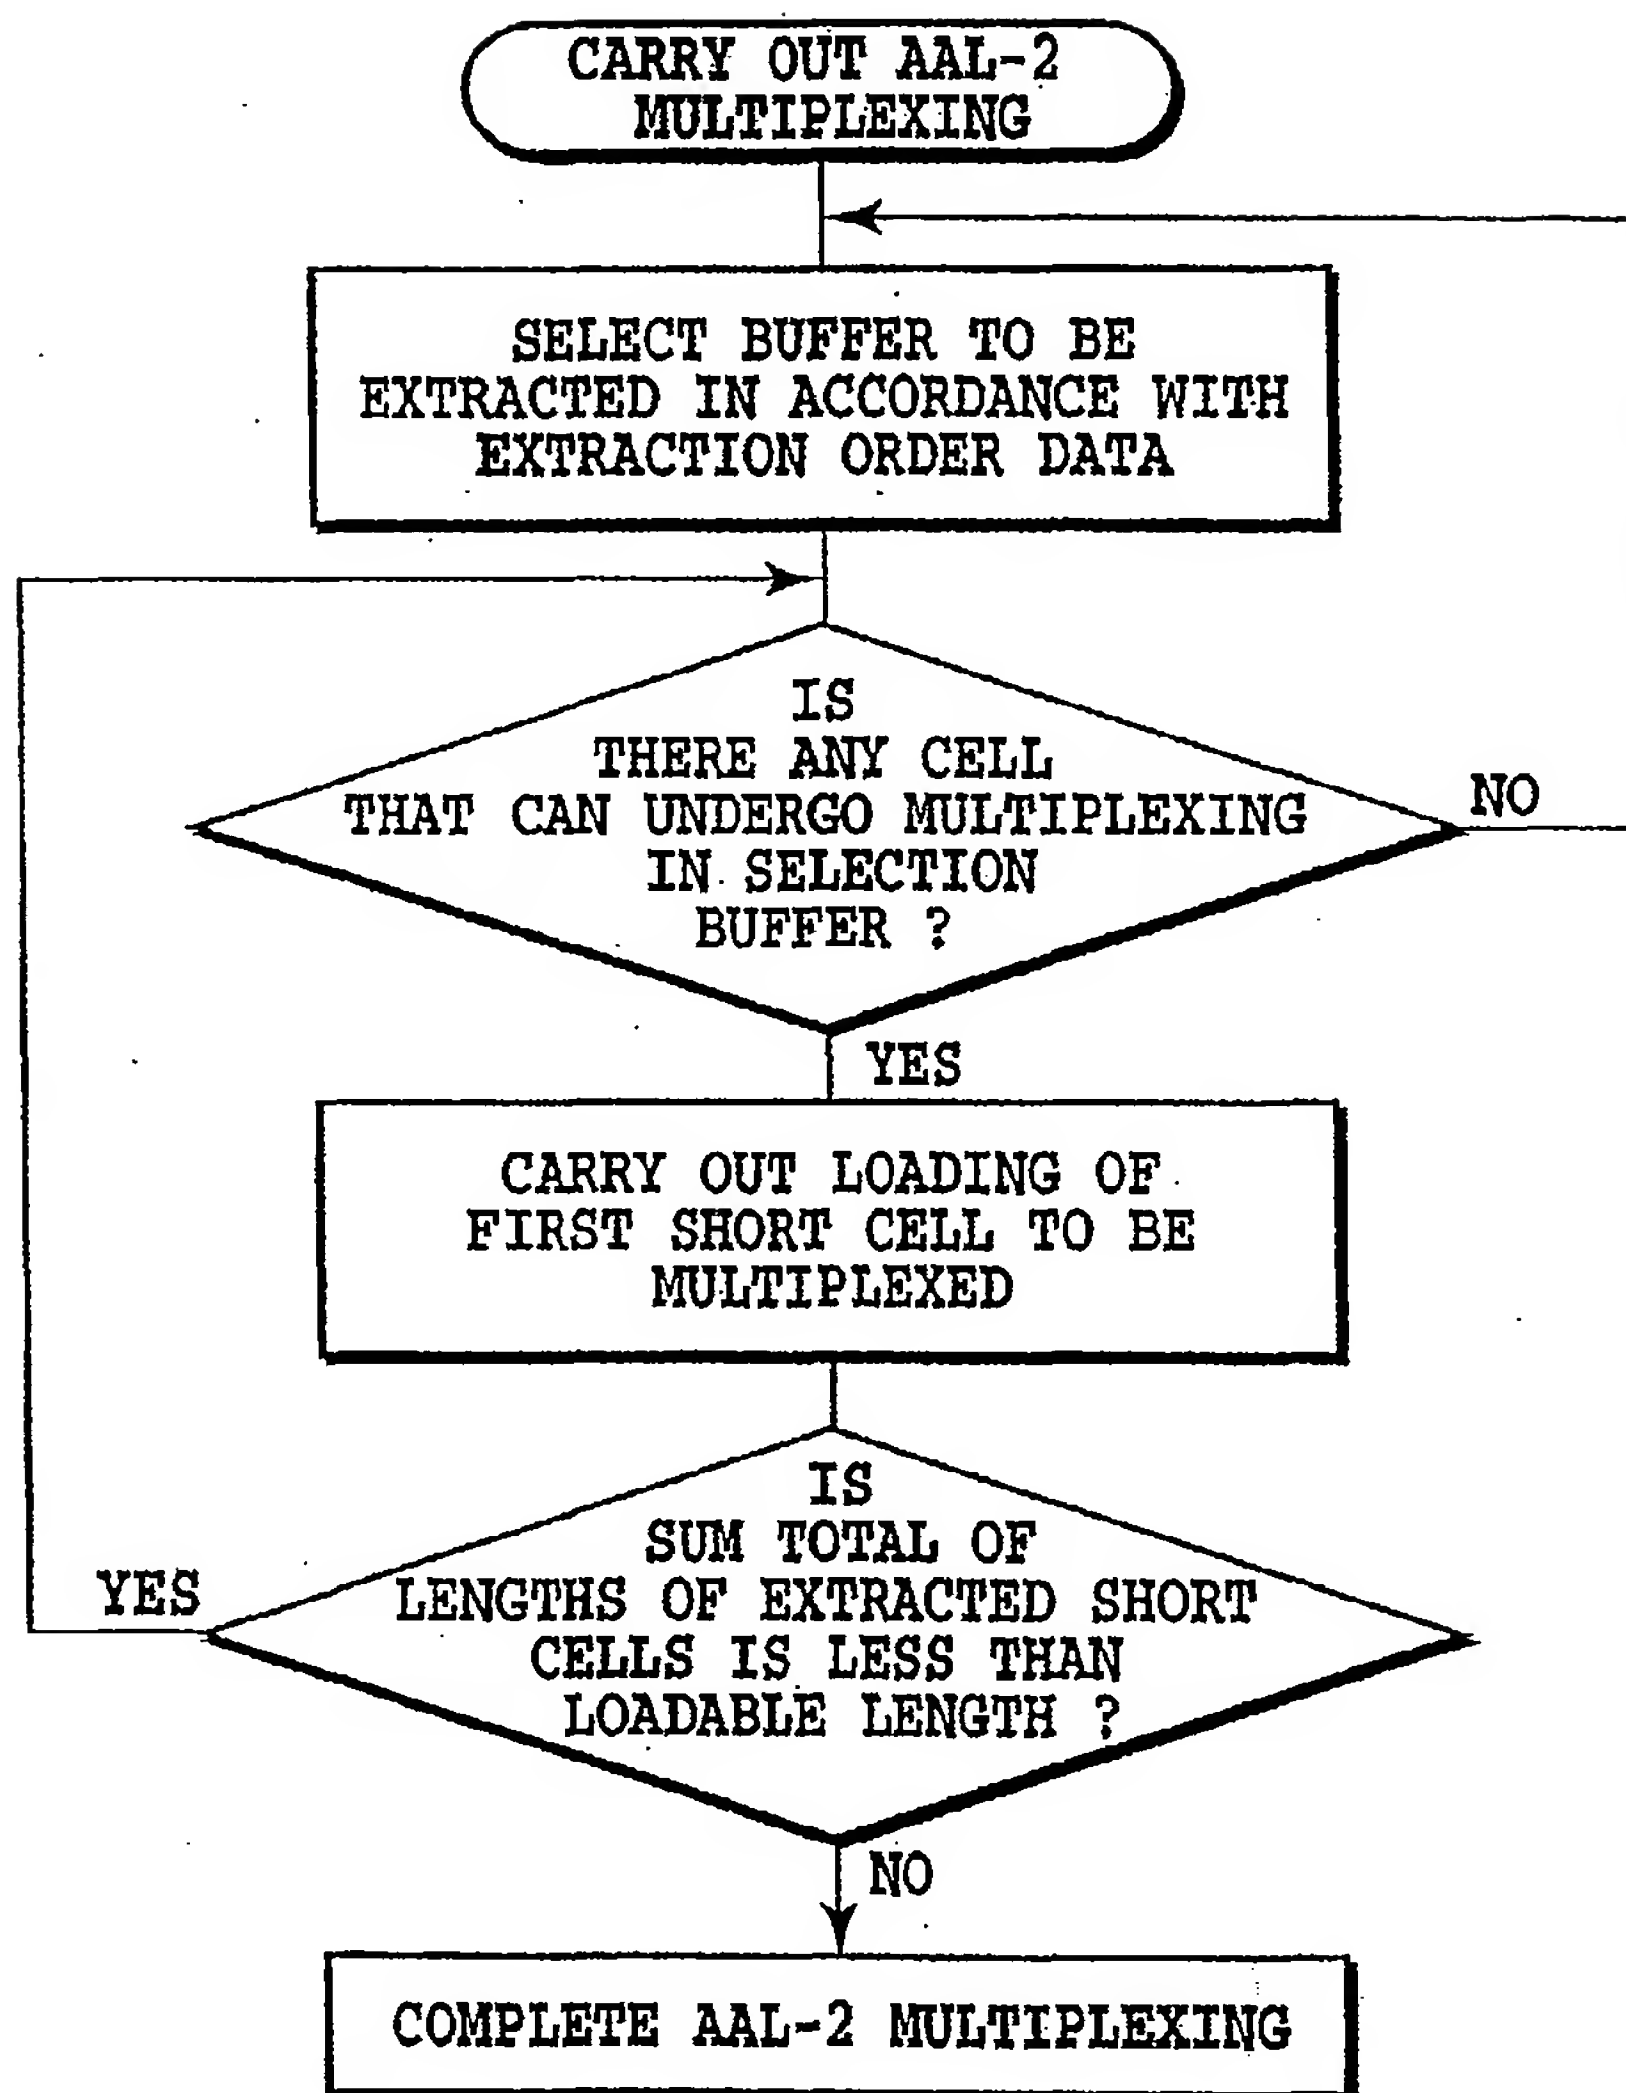 CARRY OUT AAL-2
MULTIPLEXING
SELECT BUFFER TO BE
EXTRACTED IN ACCORDANCE WITH
EXTRACTION ORDER DATA
IS
THERE ANY CELL
THAT CAN UNDERGO MULTIPLEXING
IN SELECTION
BUFFER ?
NO
YES
CARRY OUT LOADING OF
FIRST SHORT CELL TO BE
MULTIPLEXED
IS
SUM TOTAL OF
LENGTHS OF EXTRACTED SHORT
CELLS IS LESS THAN
LOADABLE LENGTH ?
YES
NO
COMPLETE AAL-2 MULTIPLEXING